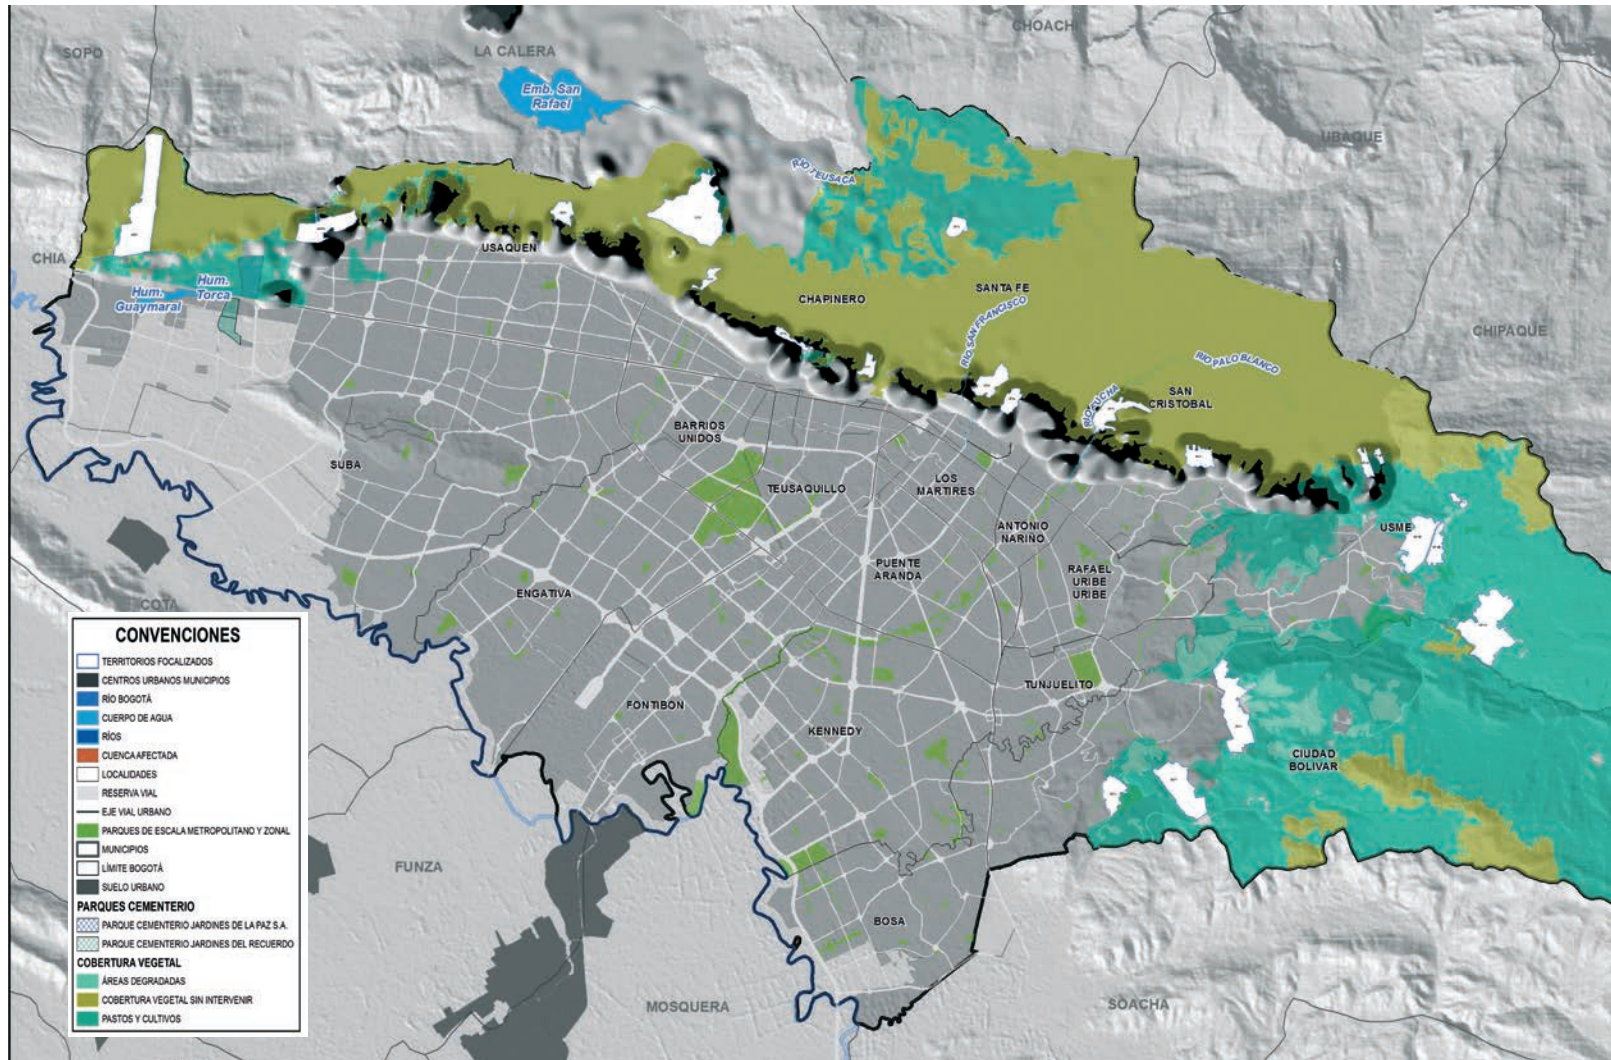 SOPO
LA CALERA
CHOACHI
Emb. San
Rafael
UBAQUE
RÍO TEUSACA
CHIA
USAQUEN
Hum.
Guaymaral
Hum.
Torca
CHAPINERO
SANTA FE
RÍO SAN FRANCISCO
CHIPAQUE
RÍO PALO BLANCO
RÍO FUCHA
SAN
CRISTOBAL
BARRIOS
UNIDOS
SUBA
TEUSAQUILLO
LOS
MARTIRES
ANTONIO
NARIÑO
USME
PUENTE
ARANDA
RAFAEL
URIBE
URIBE
ENGATIVA
COTA
TUNJUELITO
FONTIBON
KENNEDY
CIUDAD
BOLIVAR
FUNZA
BOSA
MOSQUERA
SOACHA
CONVENCIONES
TERRITORIOS FOCALIZADOS
CENTROS URBANOS MUNICIPIOS
RÍO BOGOTÁ
CUERPO DE AGUA
RÍOS
CUENCA AFECTADA
LOCALIDADES
RESERVA VIAL
EJE VIAL URBANO
PARQUES DE ESCALA METROPOLITANO Y ZONAL
MUNICIPIOS
LÍMITE BOGOTÁ
SUELO URBANO
PARQUES CEMENTERIO
PARQUE CEMENTERIO JARDINES DE LA PAZ S.A.
PARQUE CEMENTERIO JARDINES DEL RECUERDO
COBERTURA VEGETAL
ÁREAS DEGRADADAS
COBERTURA VEGETAL SIN INTERVENIR
PASTOS Y CULTIVOS